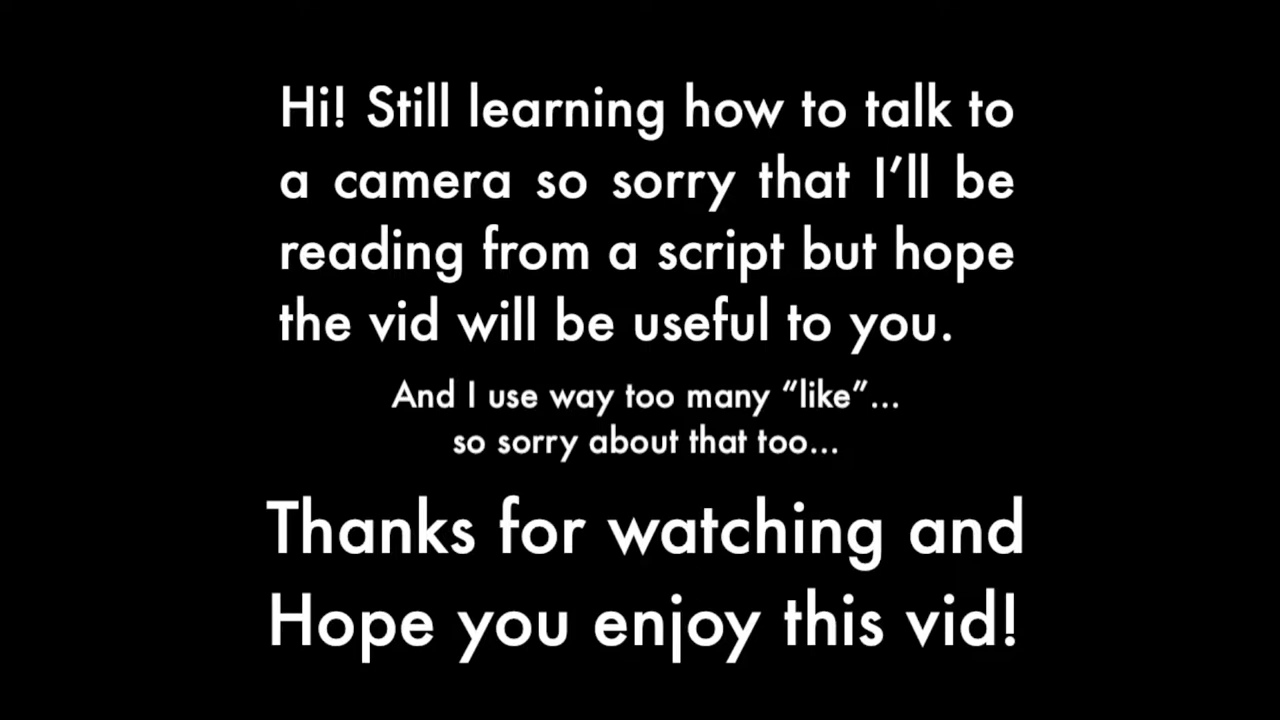 Hi! Still learning how to talk to
a camera so sorry that I’ll be
reading from a script but hope
the vid will be useful to you.
And I use way too many “like”...
so sorry about that too...
Thanks for watching and
Hope you enjoy this vid!